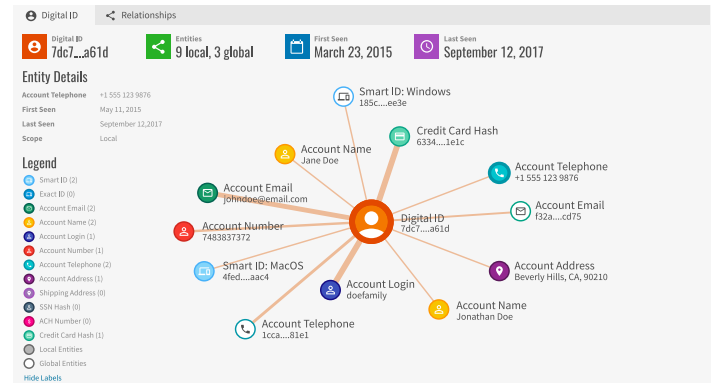 Digital ID
Relationships
Digital ID
7dc7...a61d
Entities
9 local, 3 global
First Seen
March 23, 2015
Last Seen
September 12, 2017
Entity Details
Account Telephone +1 555 123 9876
First Seen May 11, 2015
Last Seen September 12,2017
Scope Local
Legend
Smart ID (2)
Exact ID (0)
Account Email (2)
Account Name (2)
Account Login (1)
Account Number (1)
Account Telephone (2)
Account Address (1)
Shipping Address (0)
SSN Hash (0)
ACH Number (0)
Credit Card Hash (1)
Local Entities
Global Entities
Hide Labels
Smart ID: Windows
185c....ee3e
Credit Card Hash
6334....1e1c
Account Name
Jane Doe
Account Telephone
+1 555 123 9876
Account Email
johndoe@email.com
Account Email
f32a....cd75
Account Number
7483837372
Digital ID
7dc7...a61d
Smart ID: MacOS
4fed....aac4
Account Address
Beverly Hills, CA, 90210
Account Login
doefamily
Account Name
Jonathan Doe
Account Telephone
1cca....81e1